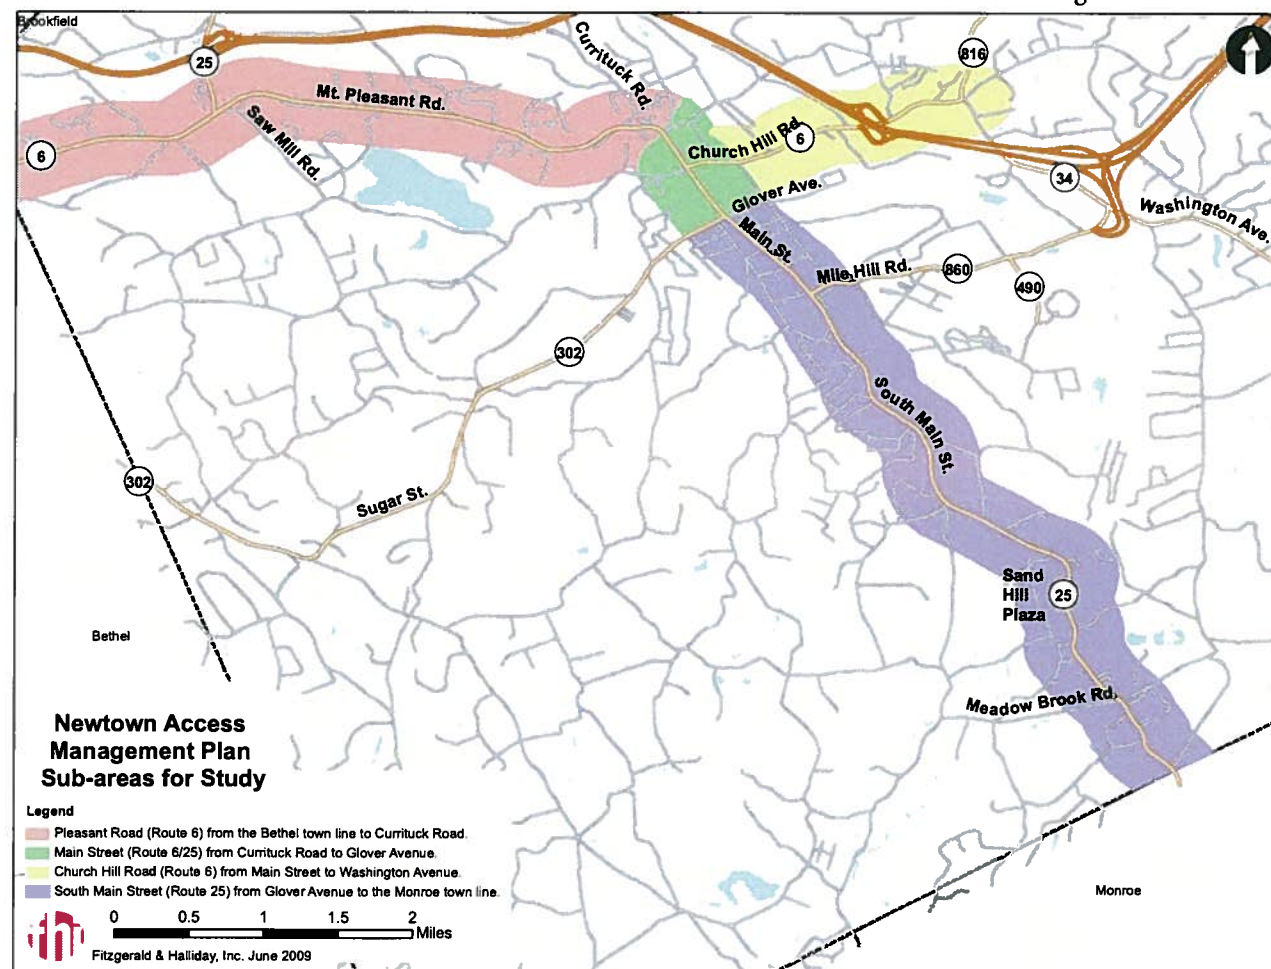 Brookfield
25
Currituck Rd.
816
Mt. Pleasant Rd.
Saw Mill Rd.
6
Church Hill Rd.
6
34
Glover Ave.
Washington Ave.
Main St.
Mile Hill Rd.
860
490
302
South Main St.
302
Sugar St.
Sand
Hill
Plaza
25
Bethel
Meadow Brook Rd.
Newtown Access
Management Plan
Sub-areas for Study
Legend
Pleasant Road (Route 6) from the Bethel town line to Currituck Road.
Main Street (Route 6/25) from Currituck Road to Glover Avenue.
Church Hill Road (Route 6) from Main Street to Washington Avenue.
South Main Street (Route 25) from Glover Avenue to the Monroe town line.
Monroe
fhi
0 0.5 1 1.5 2
Miles
Fitzgerald & Halliday, Inc. June 2009